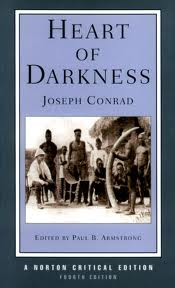 HEART
OF
DARKNESS
JOSEPH CONRAD
EDITED BY PAUL B. ARMSTRONG
A NORTON CRITICAL EDITION
FOURTH EDITION